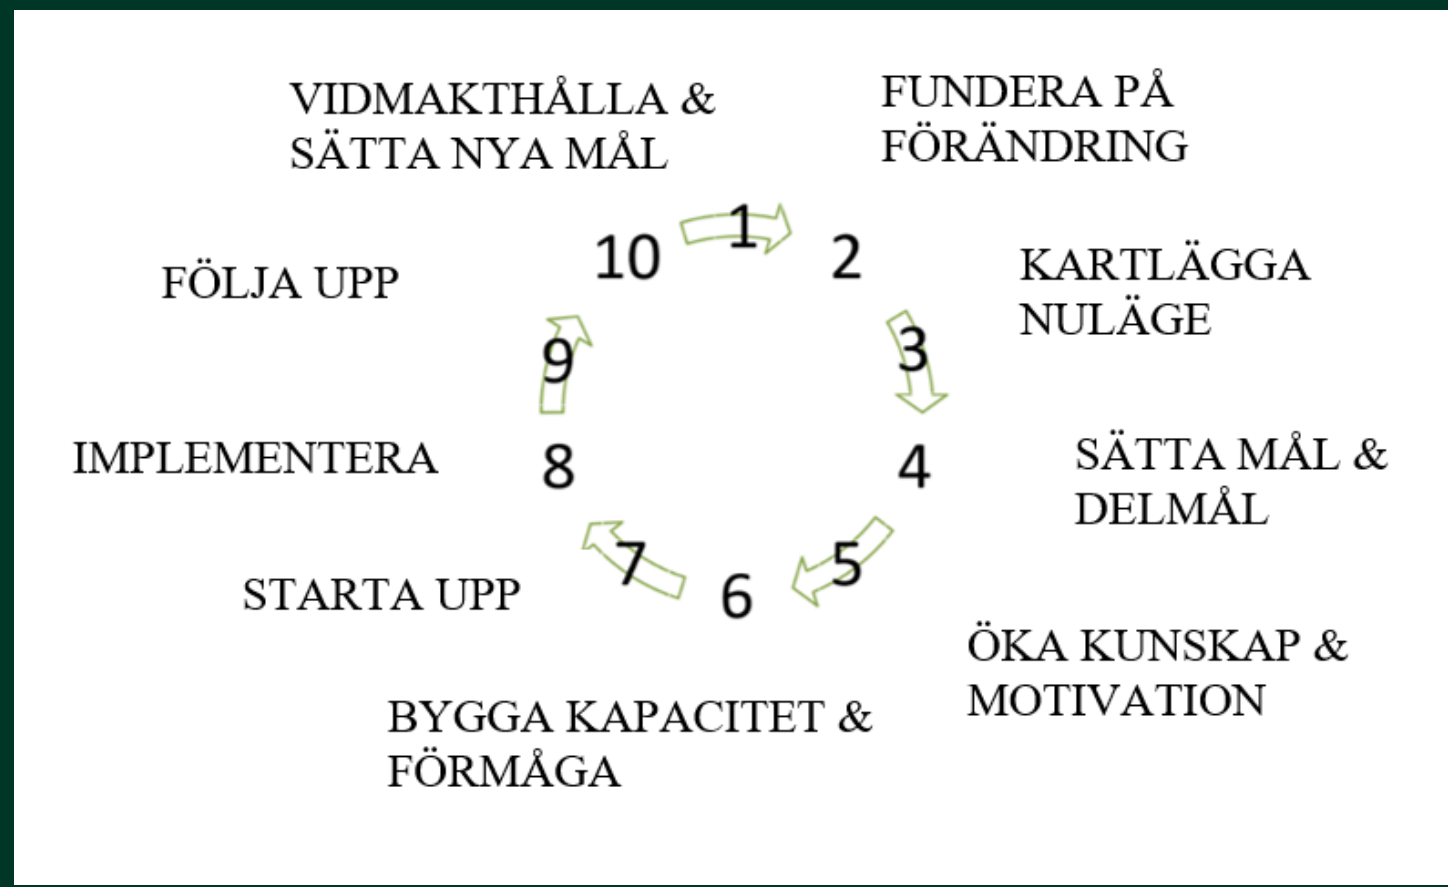 VIDMAKTHÅLLA &
SÄTTA NYA MÅL
FUNDERA PÅ
FÖRÄNDRING
1
10
2
KARTLÄGGA
NULÄGE
FÖLJA UPP
3
9
IMPLEMENTERA
8
4
SÄTTA MÅL &
DELMÅL
7
5
STARTA UPP
6
ÖKA KUNSKAP &
MOTIVATION
BYGGA KAPACITET &
FÖRMÅGA